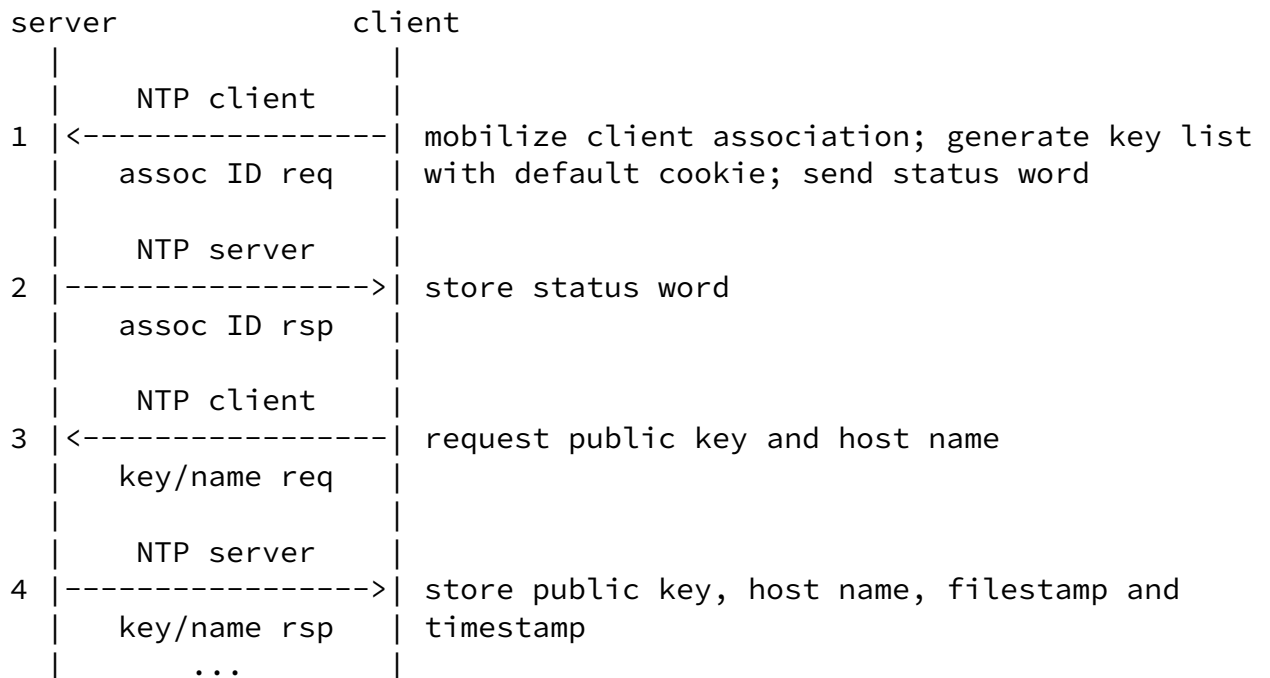 server             client
  |                  |
  |    NTP client    |
1 |<-----------------| mobilize client association; generate key list
  |   assoc ID req   | with default cookie; send status word
  |                  |
  |    NTP server    |
2 |----------------->| store status word
  |   assoc ID rsp   |
  |                  |
  |    NTP client    |
3 |<-----------------| request public key and host name
  |   key/name req   |
  |                  |
  |    NTP server    |
4 |----------------->| store public key, host name, filestamp and
  |   key/name rsp   | timestamp
  |       ...        |